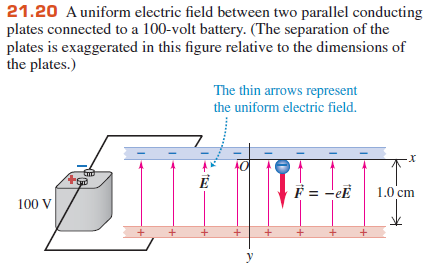 21.20 A uniform electric field between two parallel conducting
plates connected to a 100-volt battery. (The separation of the
plates is exaggerated in this figure relative to the dimensions of
the plates.)
The thin arrows represent
the uniform electric field.
− − − − − − − −
O x
+
E⃗ F⃗ = −eE⃗ 1.0 cm
100 V
+ + + + + + + +
y